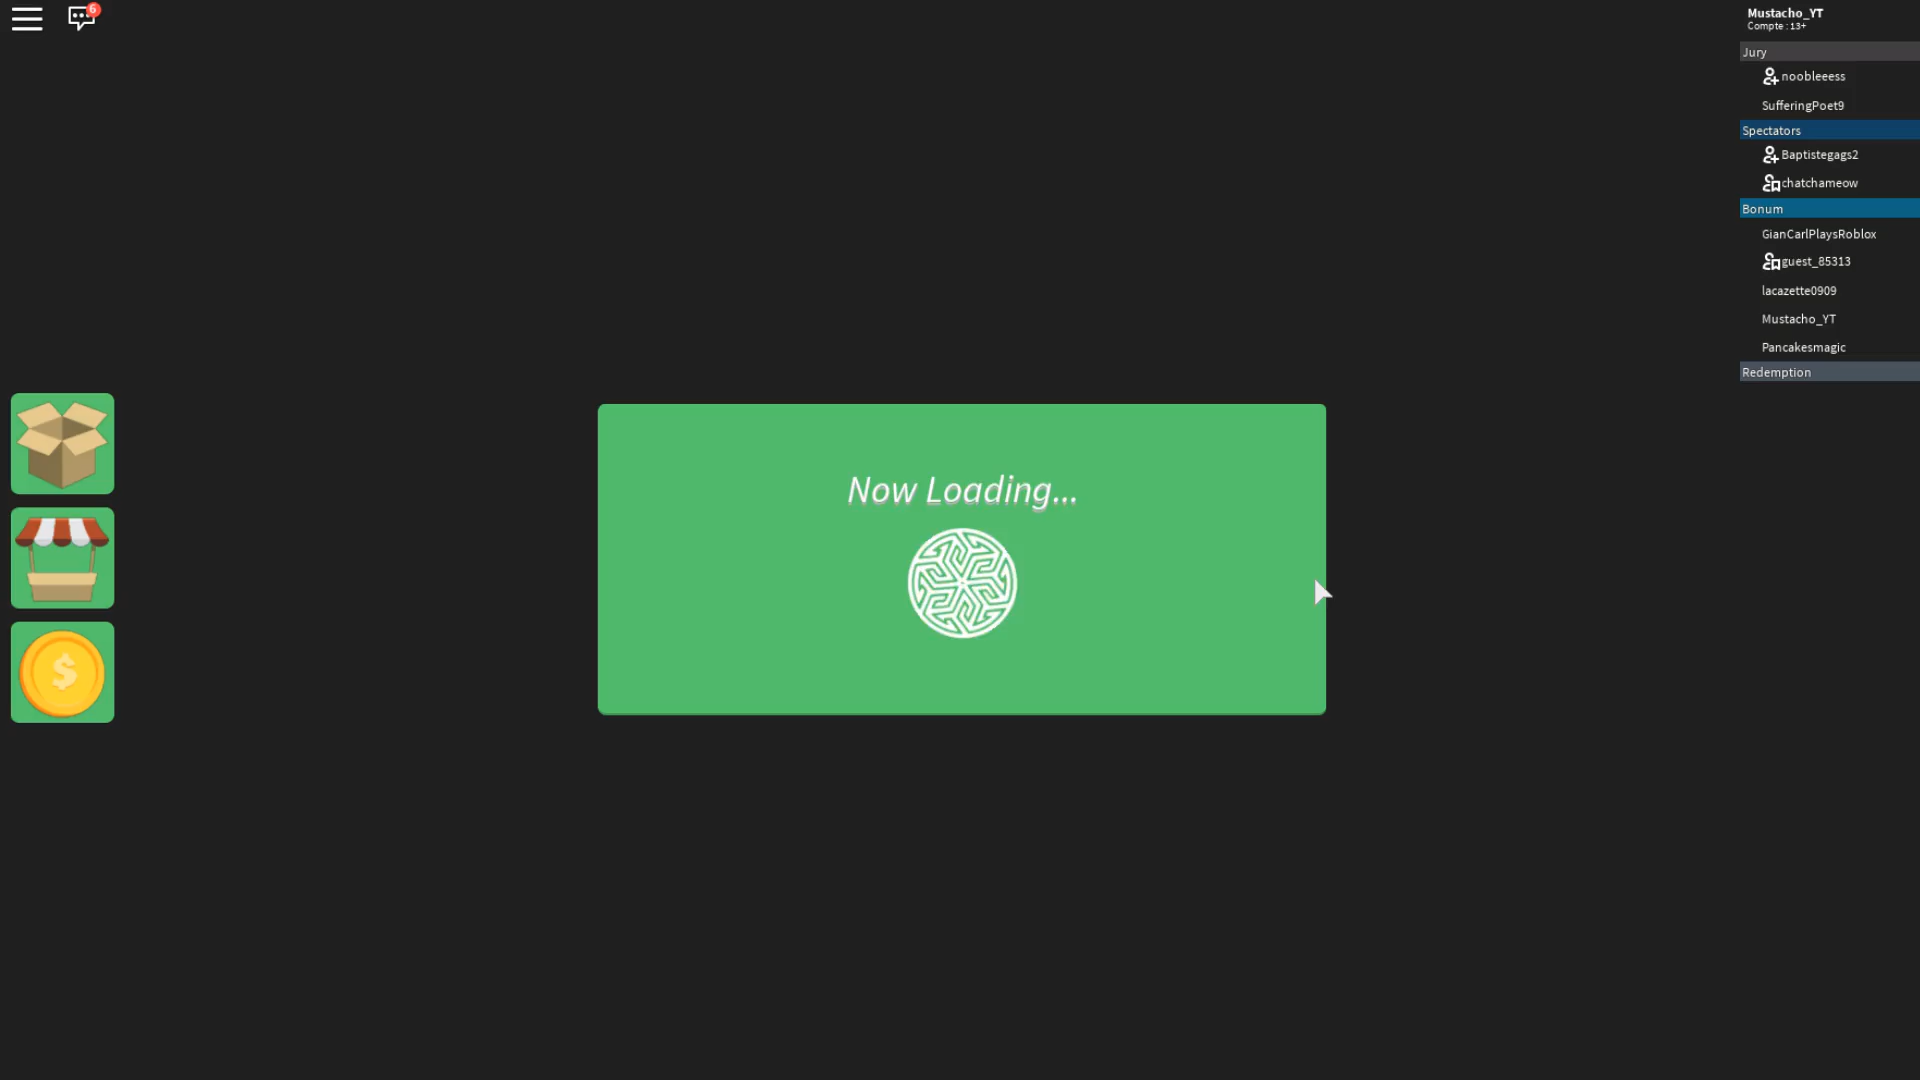 6
Mustacho_YT
Compte : 13+
Jury
noobleeess
SufferingPoet9
Spectators
Baptistegags2
chatchameow
Bonum
GianCarlPlaysRoblox
guest_85313
lacazette0909
Mustacho_YT
Pancakesmagic
Redemption
Now Loading...
$